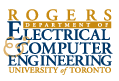 ROGERS
DEPARTMENT OF
ELECTRICAL
& COMPUTER
ENGINEERING
UNIVERSITY OF TORONTO